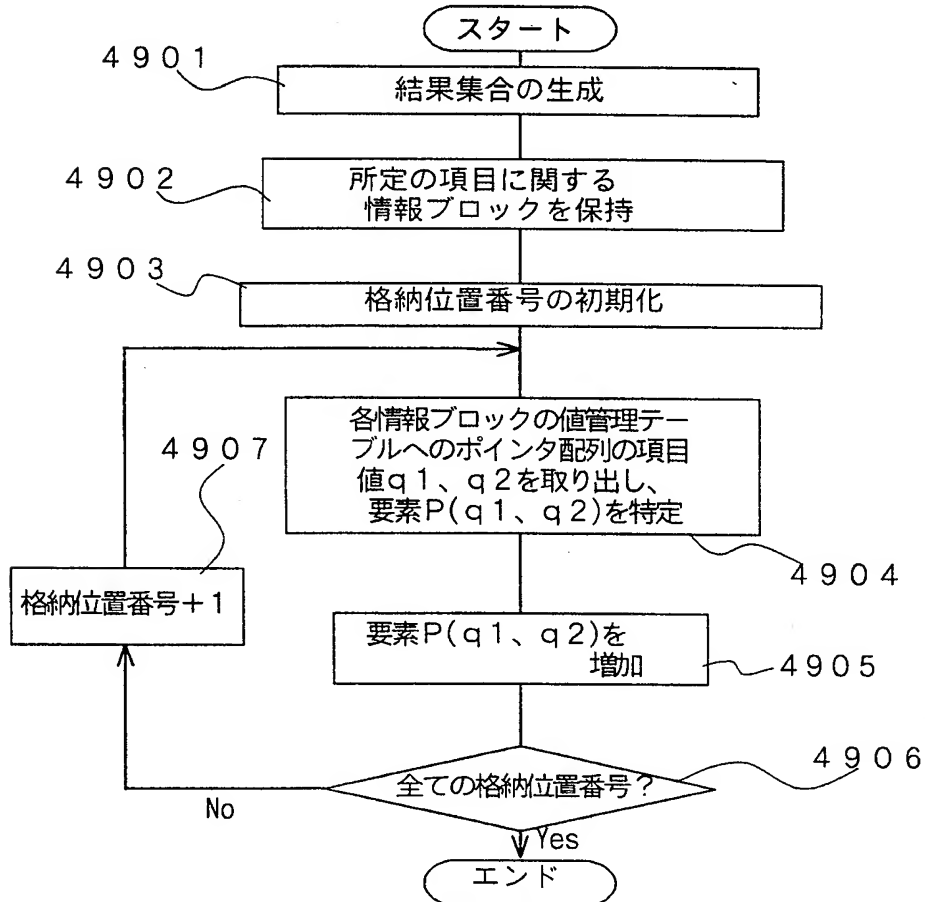 スタート
4901
結果集合の生成
4902
所定の項目に関する
情報ブロックを保持
4903
格納位置番号の初期化
各情報ブロックの値管理テー
ブルへのポインタ配列の項目
値q1、q2を取り出し、
要素P(q1、q2)を特定
4904
4907
格納位置番号+1
要素P(q1、q2)を
増加
4905
全ての格納位置番号?
4906
No
Yes
エンド